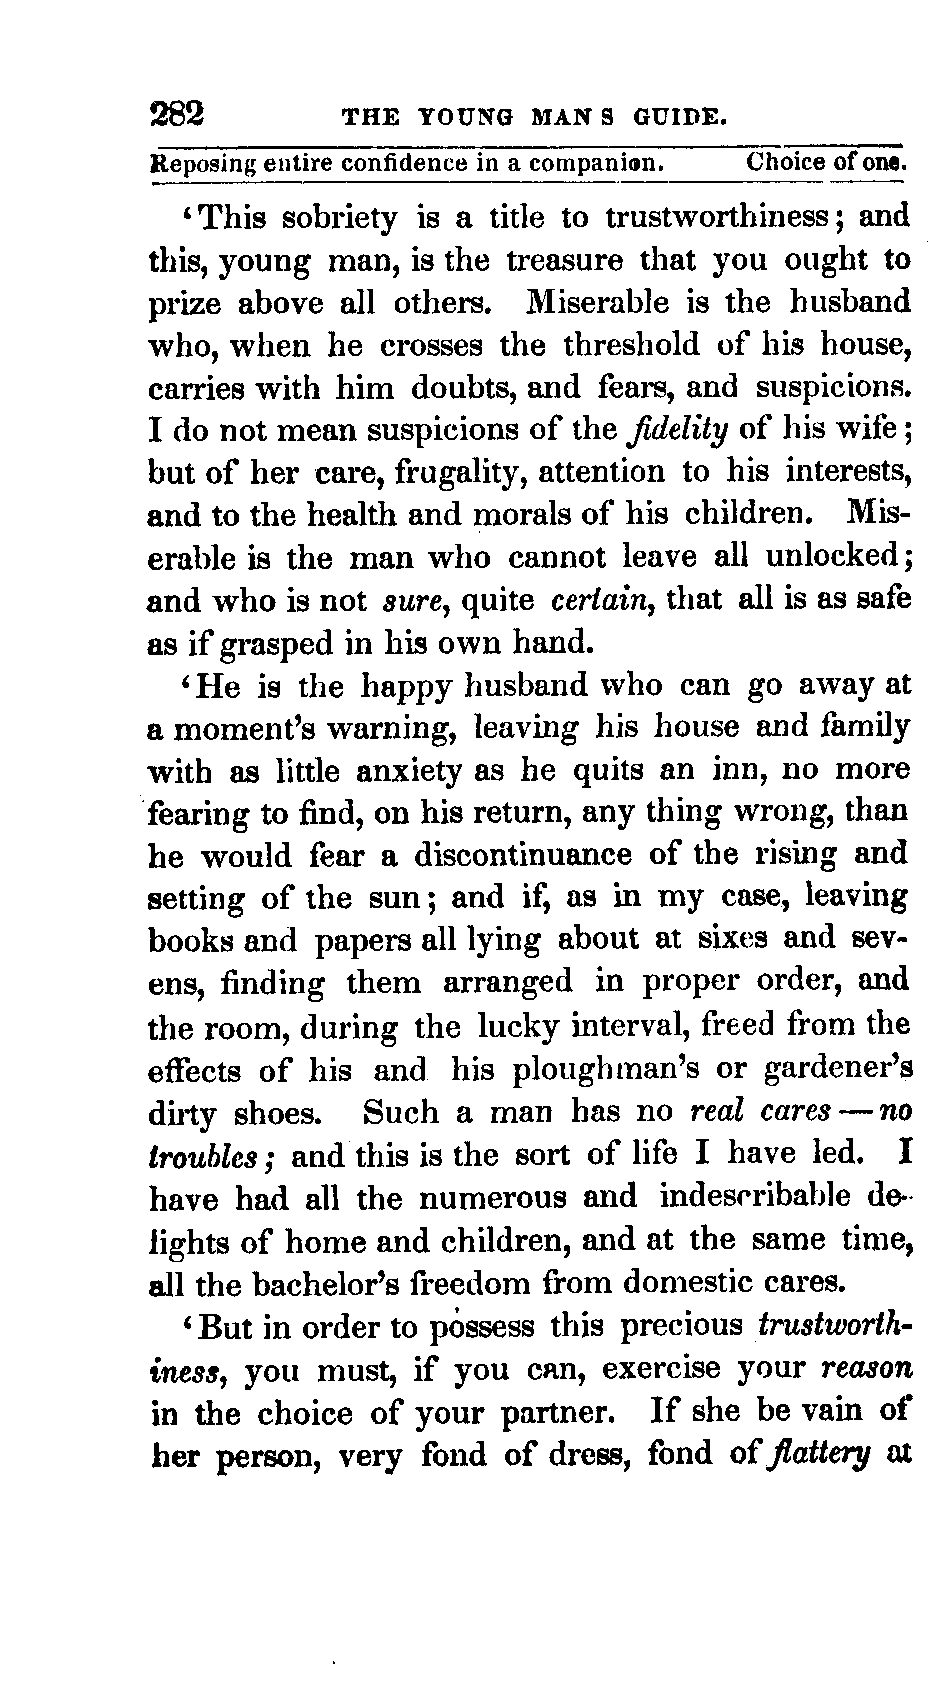 282 THE YOUNG MAN S GUIDE.
Reposing entire confidence in a companion. Choice of one.
‘This sobriety is a title to trustworthiness; and
this, young man, is the treasure that you ought to
prize above all others. Miserable is the husband
who, when he crosses the threshold of his house,
carries with him doubts, and fears, and suspicions.
I do not mean suspicions of the fidelity of his wife;
but of her care, frugality, attention to his interests,
and to the health and morals of his children. Mis-
erable is the man who cannot leave all unlocked;
and who is not sure, quite certain, that all is as safe
as if grasped in his own hand.
‘He is the happy husband who can go away at
a moment’s warning, leaving his house and family
with as little anxiety as he quits an inn, no more
fearing to find, on his return, any thing wrong, than
he would fear a discontinuance of the rising and
setting of the sun; and if, as in my case, leaving
books and papers all lying about at sixes and sev-
ens, finding them arranged in proper order, and
the room, during the lucky interval, freed from the
effects of his and his ploughman’s or gardener’s
dirty shoes. Such a man has no real cares — no
troubles; and this is the sort of life I have led. I
have had all the numerous and indescribable de-
lights of home and children, and at the same time,
all the bachelor’s freedom from domestic cares.
‘But in order to possess this precious trustworth-
iness, you must, if you can, exercise your reason
in the choice of your partner. If she be vain of
her person, very fond of dress, fond of flattery at